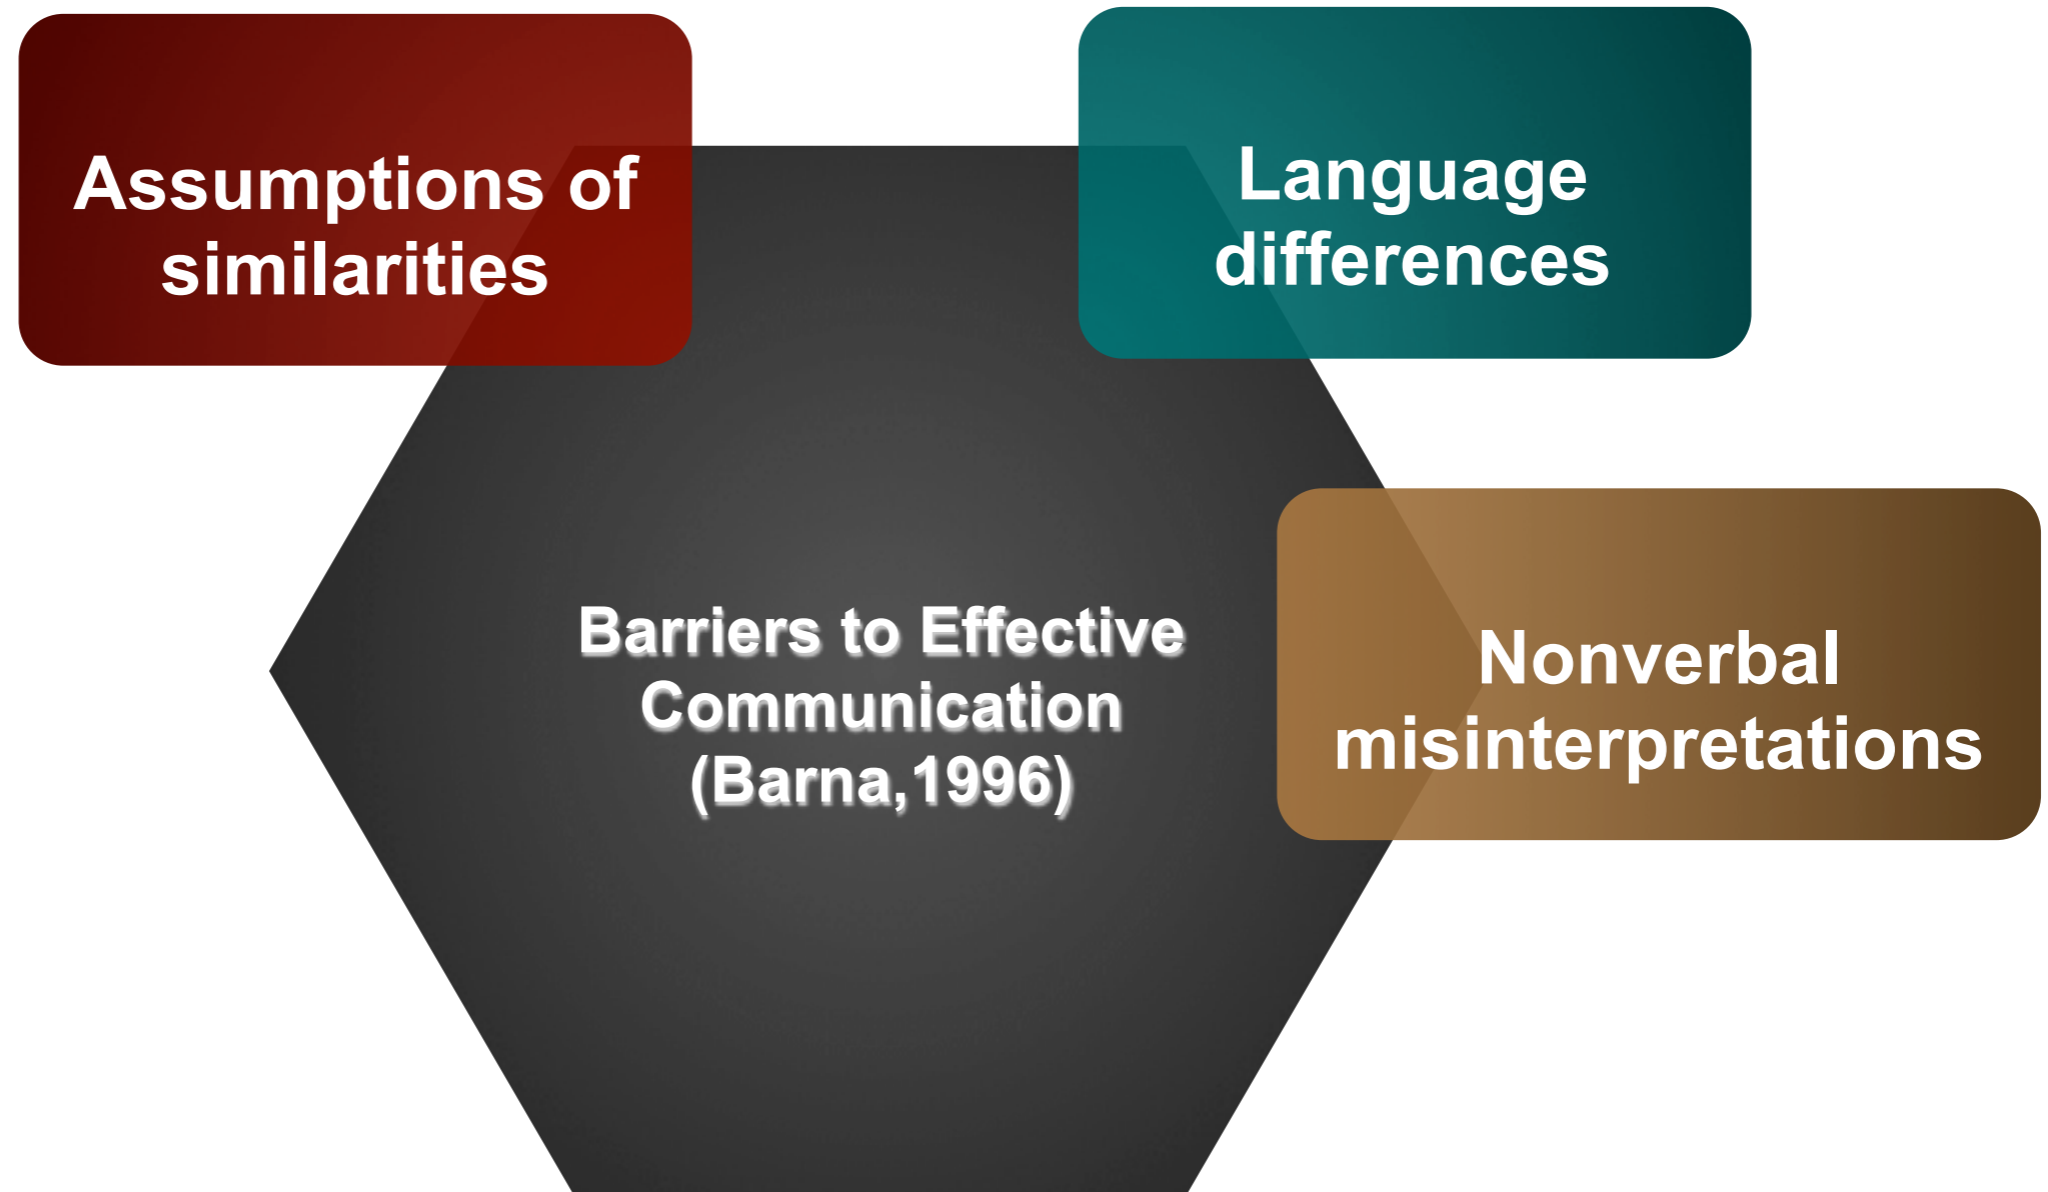 Assumptions of
similarities
Language
differences
Barriers to Effective
Communication
(Barna,1996)
Nonverbal
misinterpretations